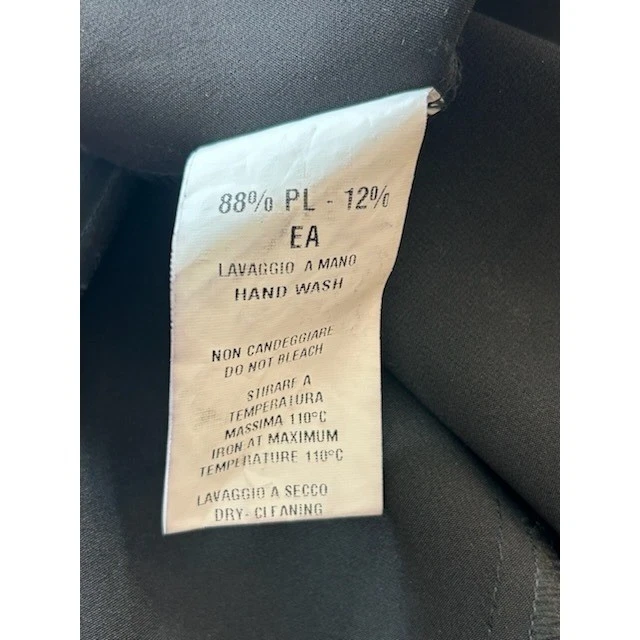 88% PL - 12%
EA
LAVAGGIO A MANO
HAND WASH
NON CANDEGGIARE
DO NOT BLEACH
STIRARE A
TEMPERATURA
MASSIMA 110°C
IRON AT MAXIMUM
TEMPERATURE 110°C
LAVAGGIO A SECCO
DRY- CLEANING